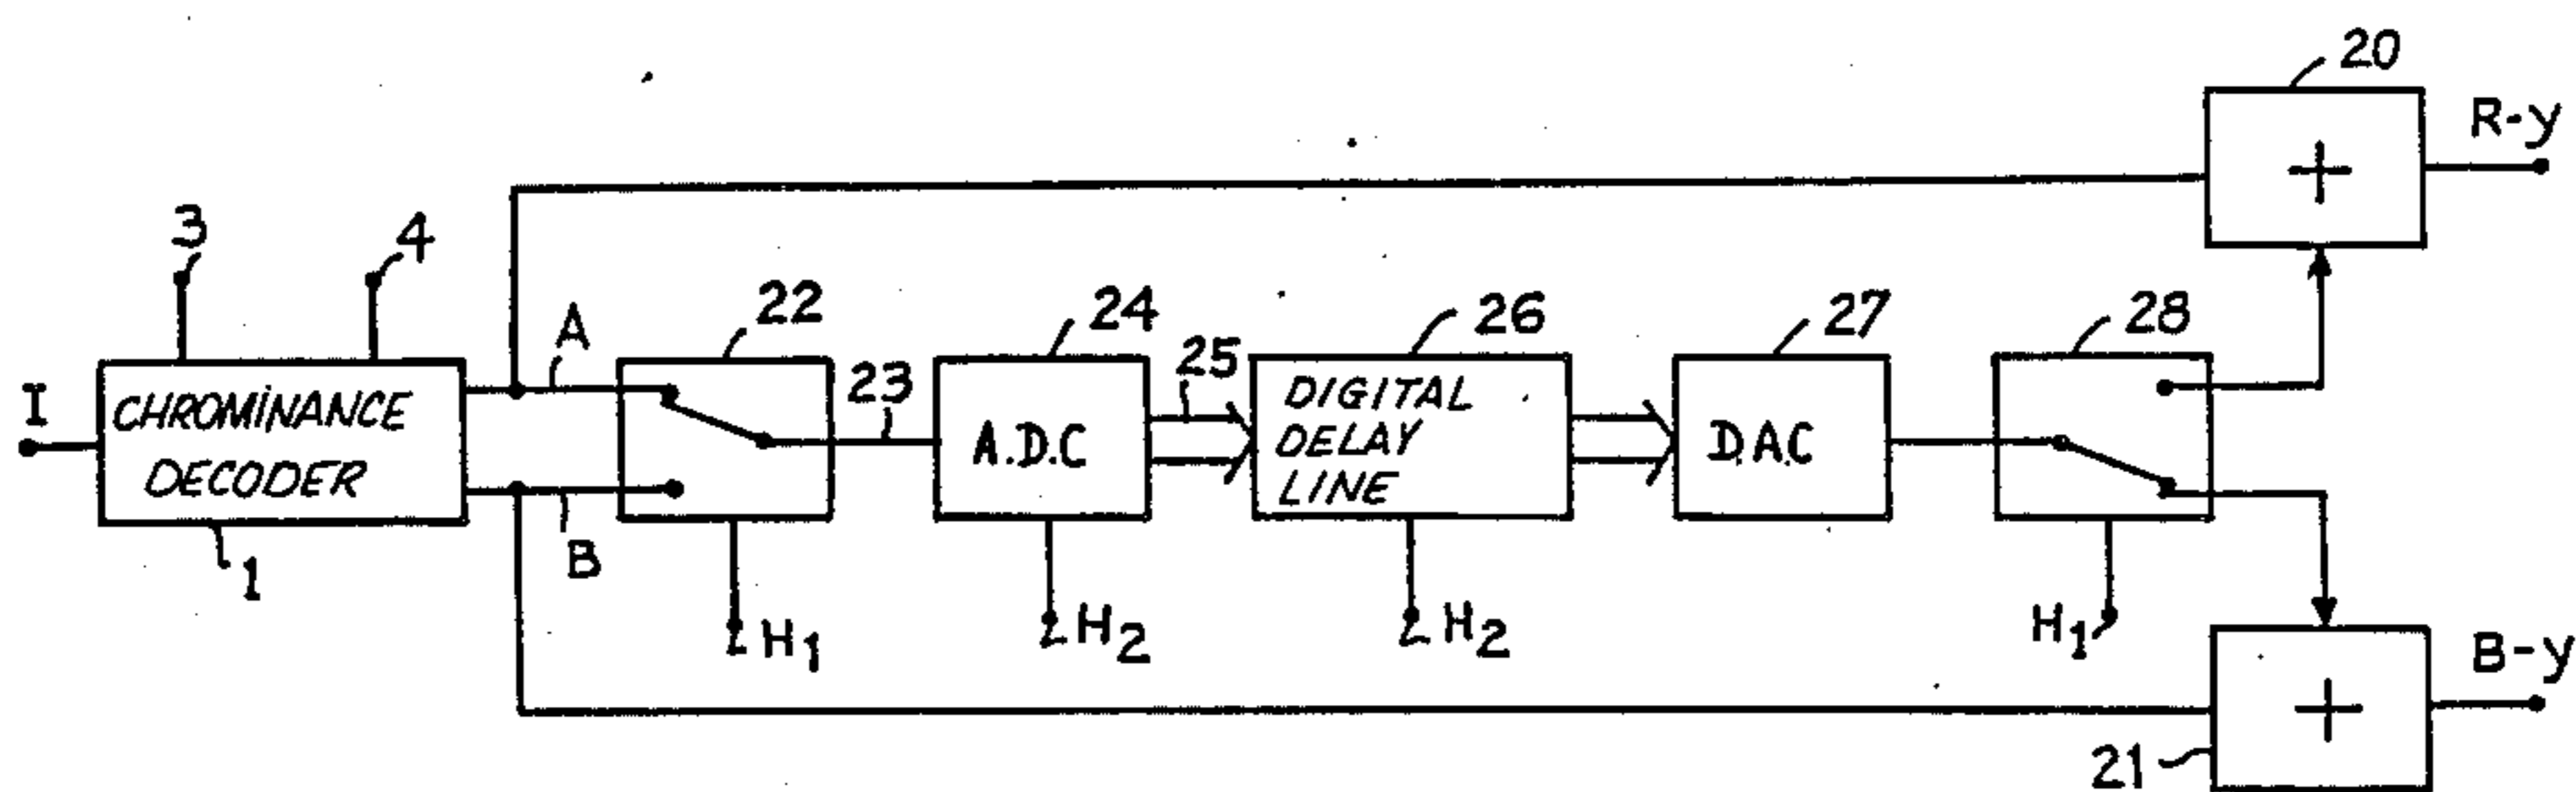 20
R-y
3
4
A
22
23
24
25
26
27
28
I
CHROMINANCE
DECODER
A.D.C
DIGITAL
DELAY
LINE
D.A.C
1
B
H1
H2
H2
H1
B-y
21
+
+